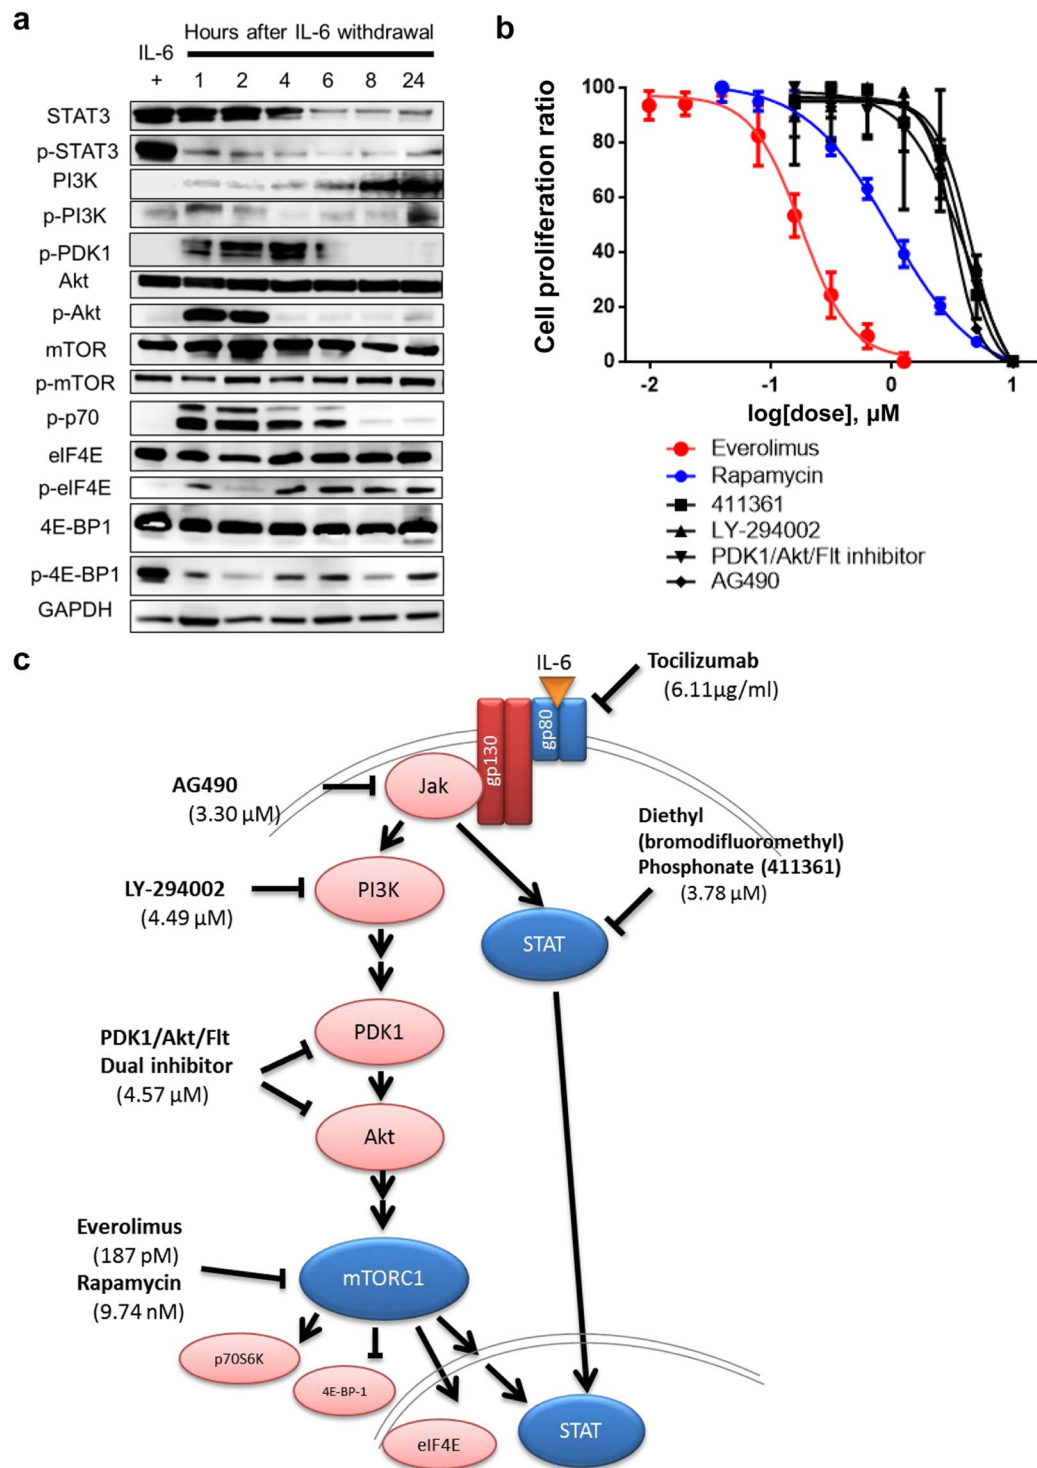 a
Hours after IL-6 withdrawal
IL-6
+ 1 2 4 6 8 24
STAT3
p-STAT3
PI3K
p-PI3K
p-PDK1
Akt
p-Akt
mTOR
p-mTOR
p-p70
eIF4E
p-eIF4E
4E-BP1
p-4E-BP1
GAPDH
b
Cell proliferation ratio
100
80
60
40
20
0
-2 -1 0 1
log[dose], µM
Everolimus
Rapamycin
411361
LY-294002
PDK1/Akt/Flt inhibitor
AG490
c
IL-6
Tocilizumab
(6.11µg/ml)
gp130
gp80
Jak
AG490
(3.30 µM)
Diethyl
(bromodifluoromethyl)
Phosphonate (411361)
(3.78 µM)
LY-294002
(4.49 µM)
PI3K
STAT
PDK1/Akt/Flt
Dual inhibitor
(4.57 µM)
PDK1
Akt
Everolimus
(187 pM)
Rapamycin
(9.74 nM)
mTORC1
p70S6K
4E-BP-1
eIF4E
STAT